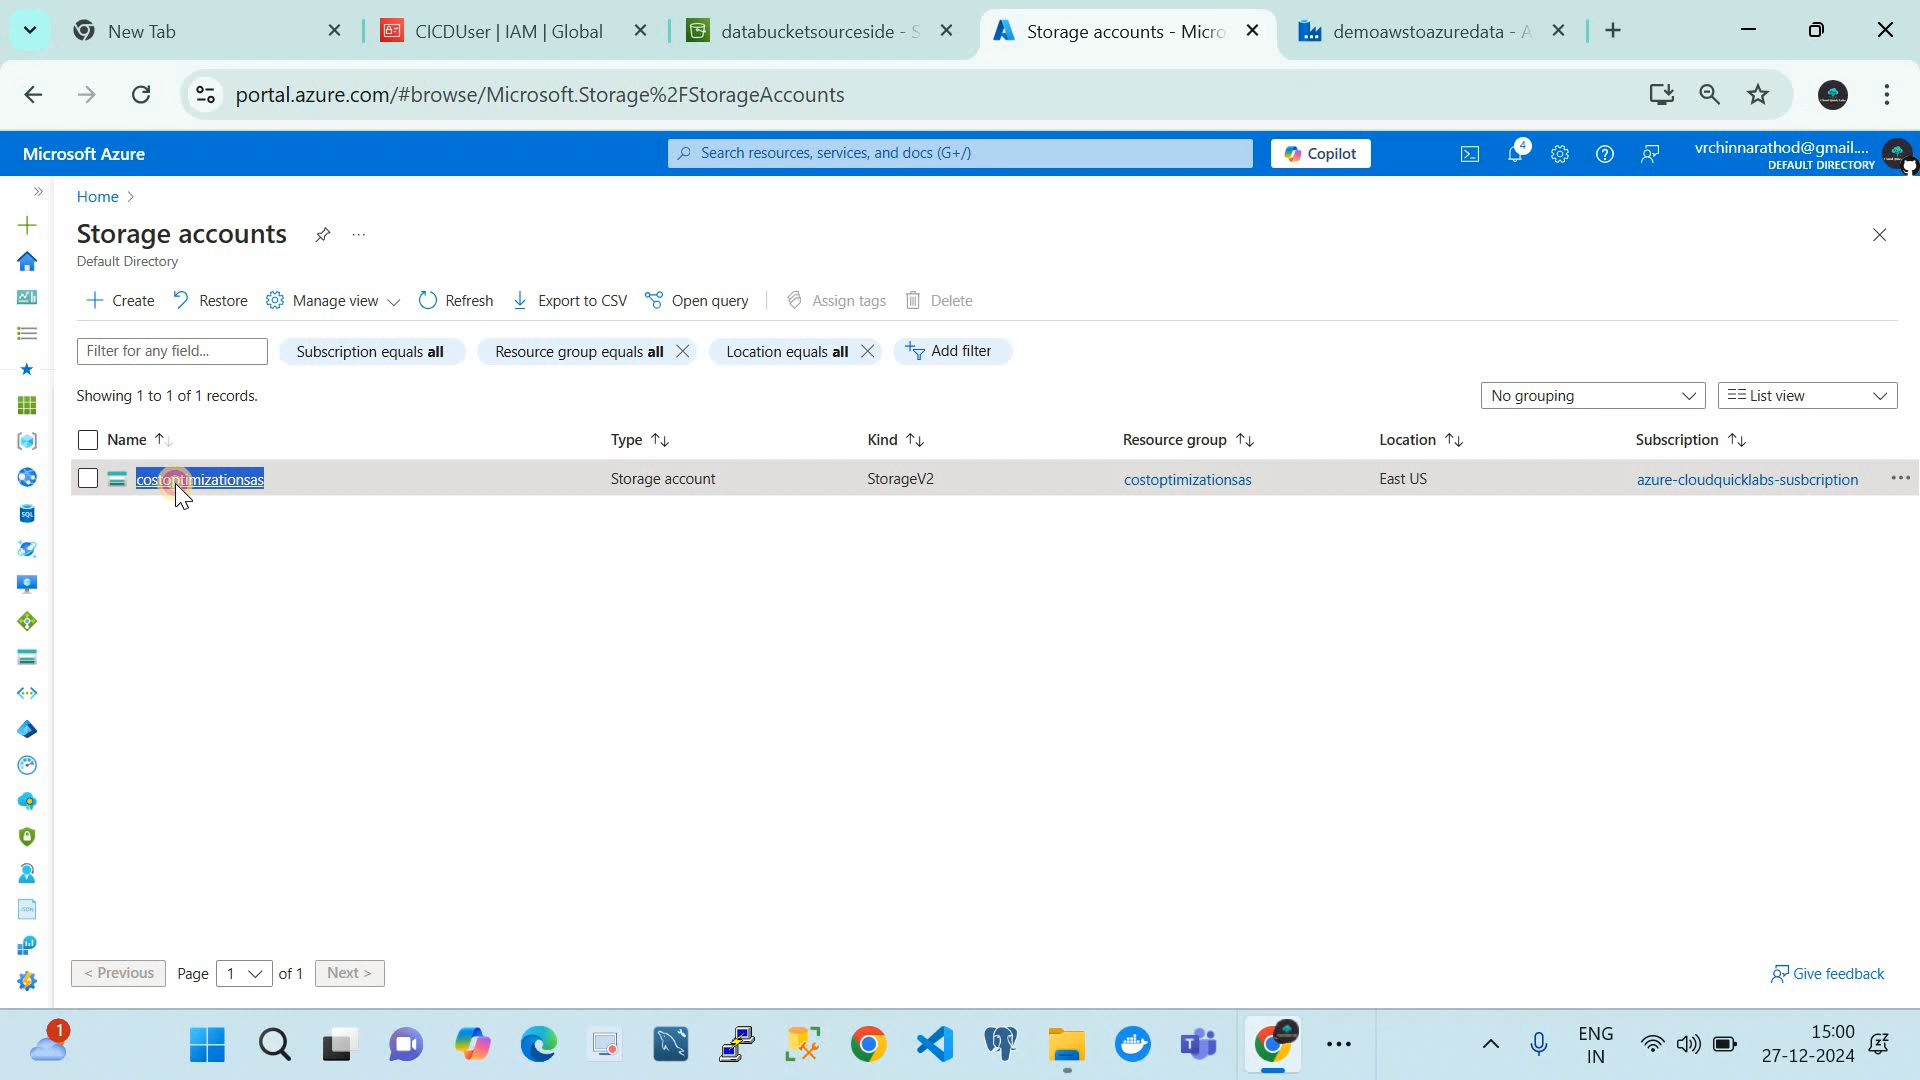 New Tab
CICDUser | IAM | Global
databucketsourceside - S
Storage accounts - Micro
demoawstoazuredata - A
portal.azure.com/#browse/Microsoft.Storage%2FStorageAccounts
Microsoft Azure
Search resources, services, and docs (G+/)
Copilot
4
vrchinnarathod@gmail....
DEFAULT DIRECTORY
Home
Storage accounts
Default Directory
Create
Restore
Manage view
Refresh
Export to CSV
Open query
Assign tags
Delete
Filter for any field...
Subscription equals all
Resource group equals all
Location equals all
Add filter
Showing 1 to 1 of 1 records.
No grouping
List view
Name
Type
Kind
Resource group
Location
Subscription
costoptimizationsas
Storage account
StorageV2
costoptimizationsas
East US
azure-cloudquicklabs-susbcription
< Previous
Page
1
of 1
Next >
Give feedback
1
ENG
IN
15:00
27-12-2024